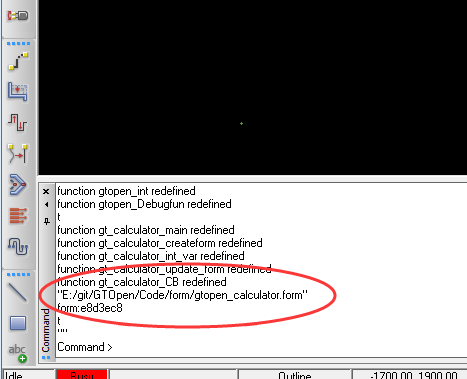 function gtopen_int redefined
function gtopen_Debugfun redefined
t
function gt_calculator_main redefined
function gt_calculator_createform redefined
function gt_calculator_int_var redefined
function gt_calculator_update_form redefined
function gt_calculator_CB redefined
"E:/git/GTOpen/Code/form/gtopen_calculator.form"
form:e8d3ec8
t
""
Command >
Command
abc
Idle
Busy
Outline
-1700.00, 1900.00